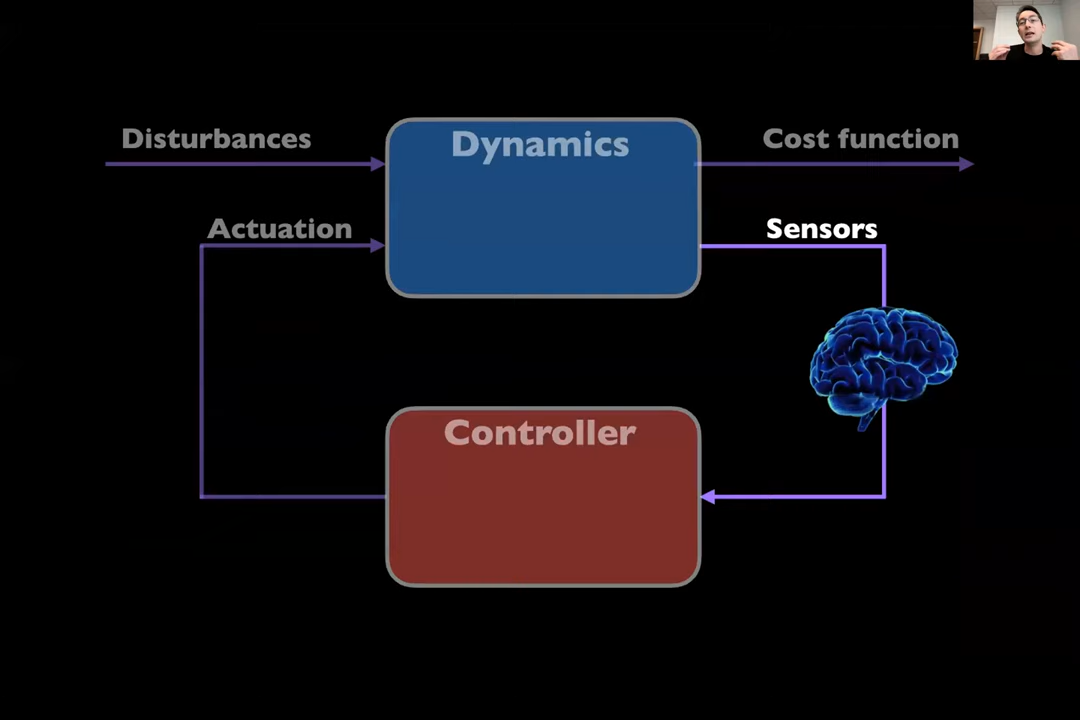 Disturbances
Dynamics
Cost function
Actuation
Sensors
Controller